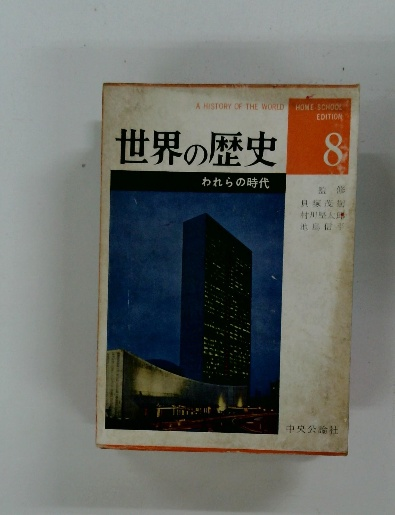 A HISTORY OF THE WORLD
HOME SCHOOL
EDITION
世界の歴史
8
われらの時代
監修
貝塚茂樹
村川堅太郎
池島信平
中央公論社